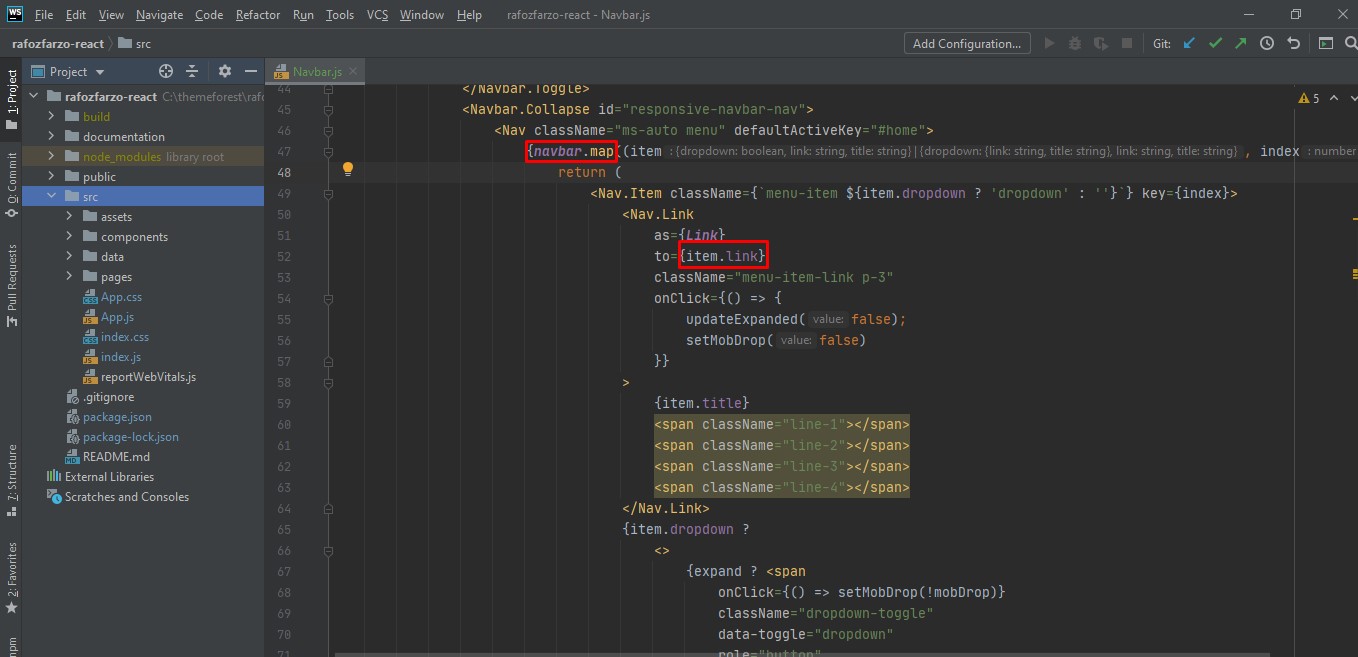 WS File Edit View Navigate Code Refactor Run Tools VCS Window Help rafozfarzo-react - Navbar.js
rafozfarzo-react src Add Configuration... Git:
Project Navbar.js
1: Project
0: Commit
Pull Requests
7: Structure
2: Favorites
npm
rafozfarzo-react C:\themeforest\rafo
build
documentation
node_modules library root
public
src
assets
components
data
pages
App.css
App.js
index.css
index.js
reportWebVitals.js
.gitignore
package.json
package-lock.json
README.md
External Libraries
Scratches and Consoles
5
44 </Navbar.Toggle>
45 <Navbar.Collapse id="responsive-navbar-nav">
46 <Nav className="ms-auto menu" defaultActiveKey="#home">
47 {navbar.map((item :{dropdown: boolean, link: string, title: string}|{dropdown: {link: string, title: string}, link: string, title: string} , index : number
48 return (
49 <Nav.Item className={`menu-item ${item.dropdown ? 'dropdown' : ''}`} key={index}>
50 <Nav.Link
51 as={Link}
52 to={item.link}
53 className="menu-item-link p-3"
54 onClick={() => {
55 updateExpanded( value: false);
56 setMobDrop( value: false)
57 }}
58 >
59 {item.title}
60 <span className="line-1"></span>
61 <span className="line-2"></span>
62 <span className="line-3"></span>
63 <span className="line-4"></span>
64 </Nav.Link>
65 {item.dropdown ?
66 <>
67 {expand ? <span
68 onClick={() => setMobDrop(!mobDrop)}
69 className="dropdown-toggle"
70 data-toggle="dropdown"
71 role="button"